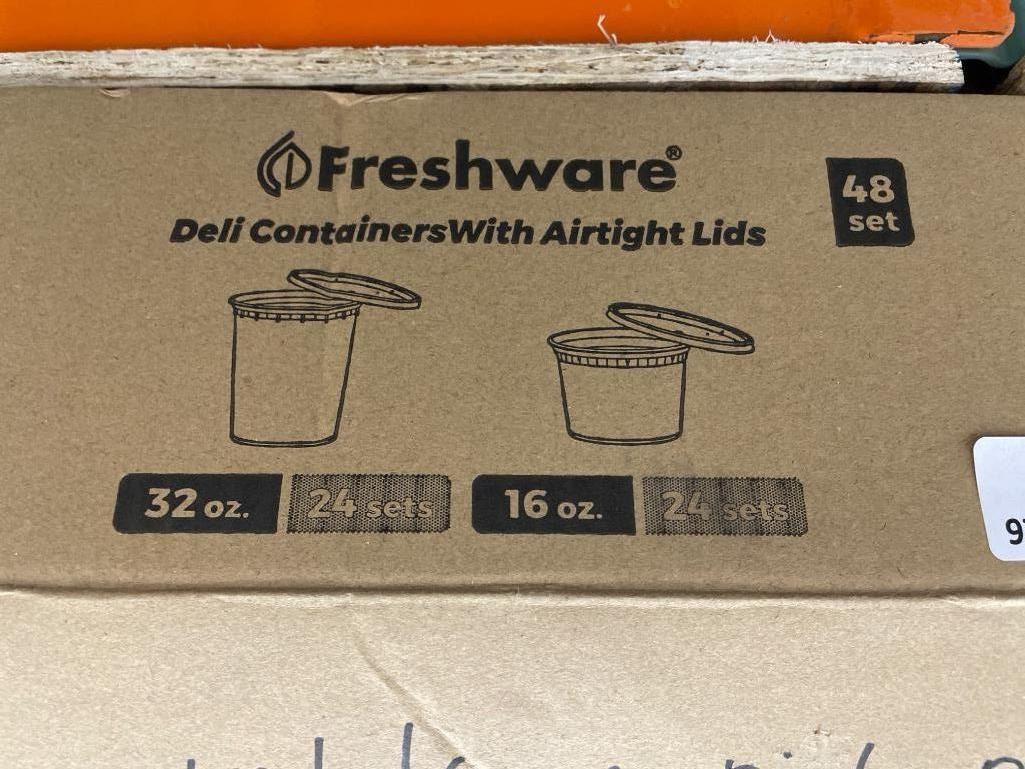 Freshware®
48
set
Deli ContainersWith Airtight Lids
32 oz. 24 sets 16 oz. 24 sets